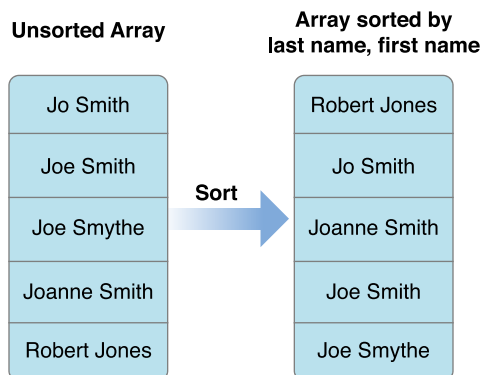 Unsorted Array
Jo Smith
Joe Smith
Joe Smythe
Joanne Smith
Robert Jones
Sort
Array sorted by
last name, first name
Robert Jones
Jo Smith
Joanne Smith
Joe Smith
Joe Smythe